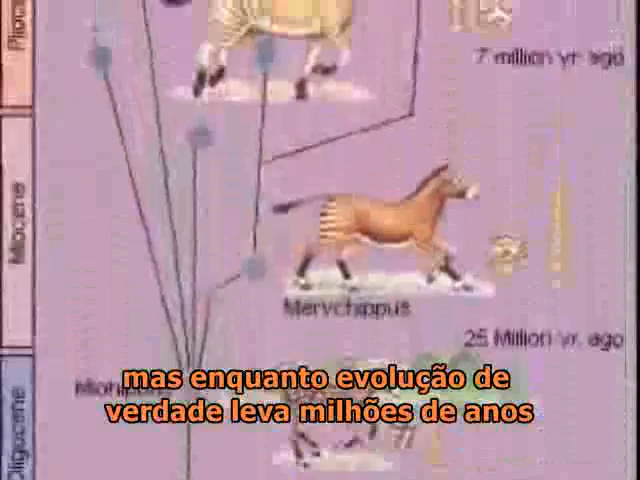 7 million yr. ago
Miocene
Merychippus
25 Million yr. ago
mas enquanto evolução de
verdade leva milhões de anos
Oligocene